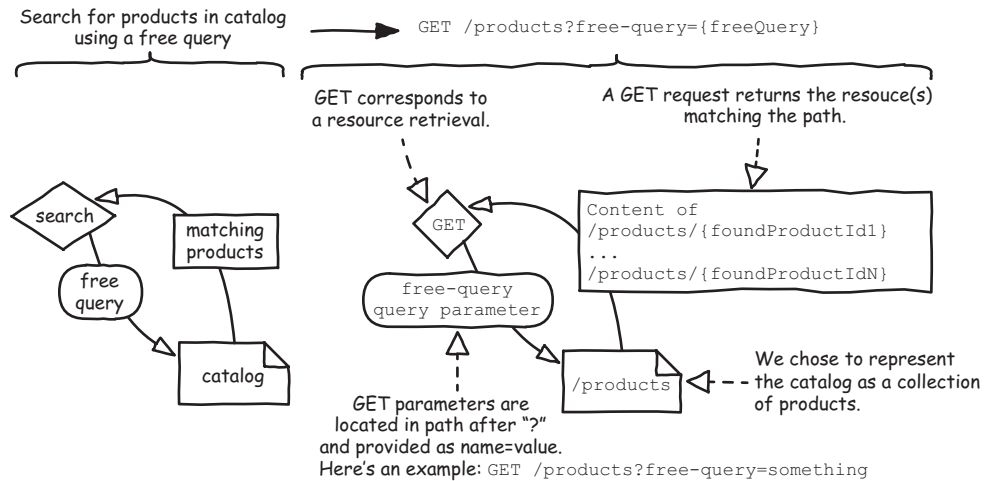 Search for products in catalog
using a free query
GET /products?free-query={freeQuery}
GET corresponds to
a resource retrieval.
A GET request returns the resouce(s)
matching the path.
search
matching
products
free
query
catalog
GET
Content of
/products/{foundProductId1}
...
/products/{foundProductIdN}
free-query
query parameter
/products
We chose to represent
the catalog as a collection
of products.
GET parameters are
located in path after “?”
and provided as name=value.
Here’s an example: GET /products?free-query=something